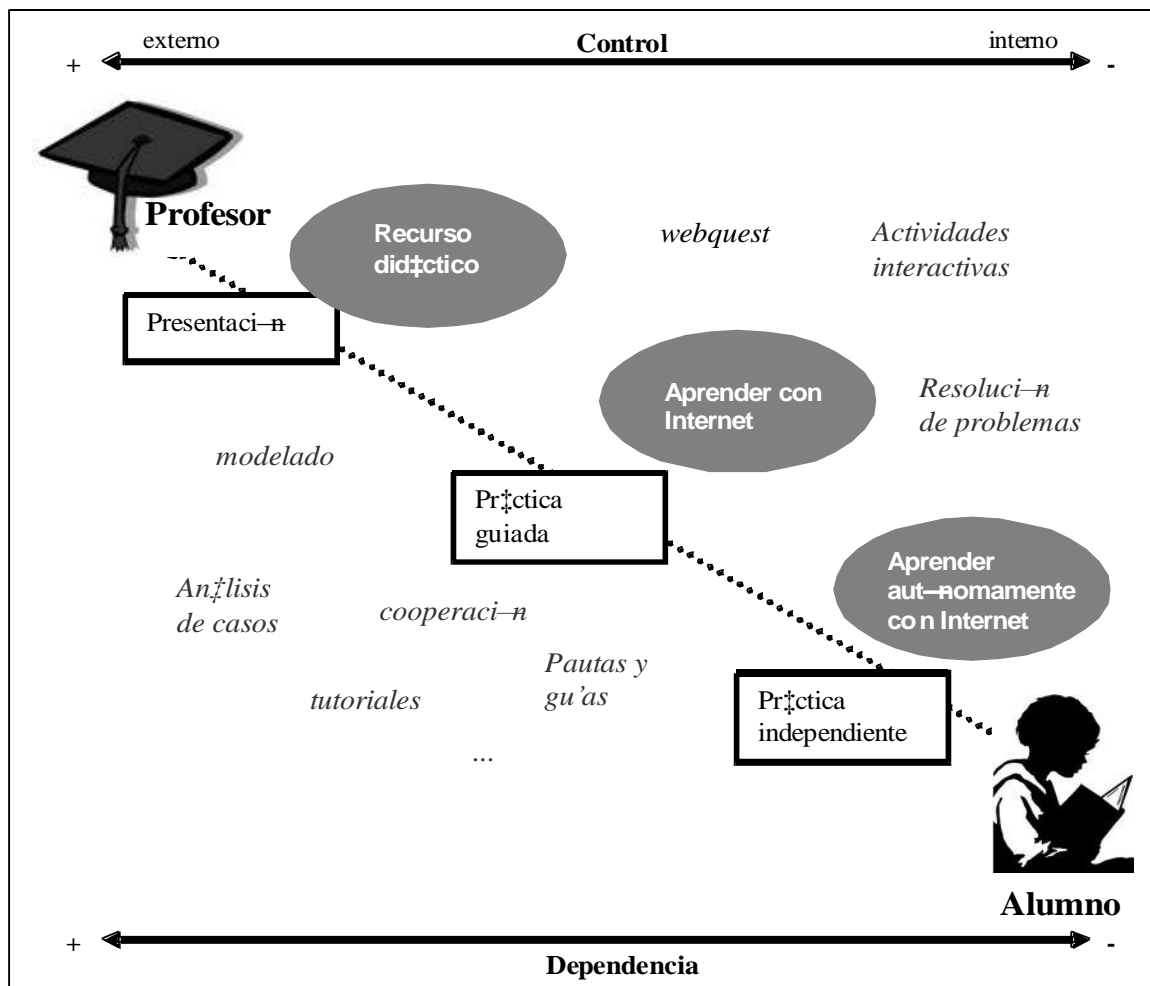 externo
Control
interno
+
-
Profesor
Recurso
did‡ctico
webquest
Actividades
interactivas
Presentaci—n
Aprender con
Internet
Resoluci—n
de problemas
modelado
Pr‡ctica
guiada
Aprender
aut—nomamente
con Internet
An‡lisis
de casos
cooperaci—n
Pautas y
gu’as
tutoriales
Pr‡ctica
independiente
...
Alumno
+
-
Dependencia